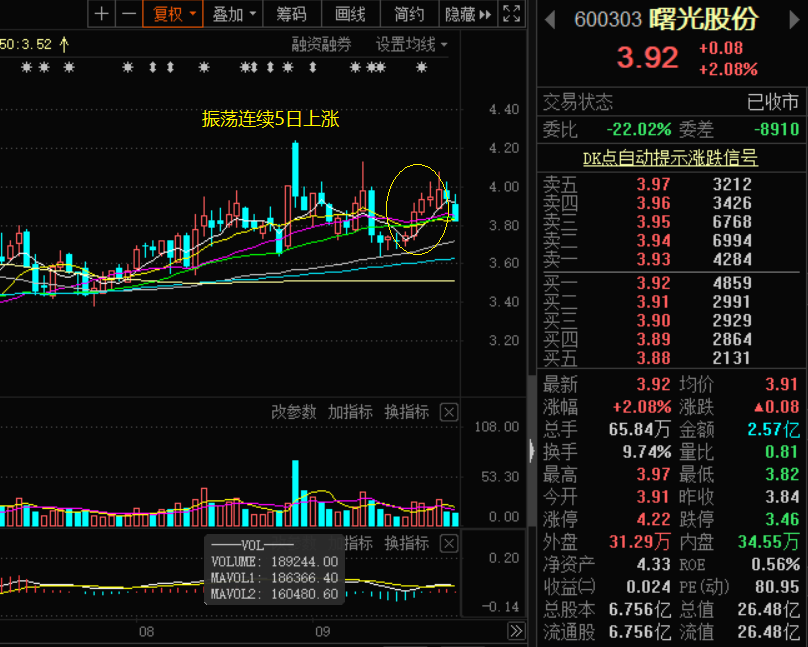 复权 叠加 筹码 画线 简约 隐藏
50:3.52 ↑ 融资融券 设置均线
振荡连续5日上涨
4.40
4.20
4.00
3.80
3.60
3.40
3.20
改参数 加指标 换指标
108.00
53.30
0.00
指标 换指标
VOL
VOLUME: 189244.00
MAVOL1: 186366.40
MAVOL2: 160480.60
0.20
-0.14
08 09
600303 曙光股份
3.92 +0.08
+2.08%
交易状态 已收市
委比 -22.02% 委差 -8910
DK点自动提示涨跌信号
卖五 3.97 3212
卖四 3.96 3426
卖三 3.95 6768
卖二 3.94 6994
卖一 3.93 4284
买一 3.92 4859
买二 3.91 2991
买三 3.90 2929
买四 3.89 2864
买五 3.88 2131
最新 3.92 均价 3.91
涨幅 +2.08% 涨跌 ▲0.08
总手 65.84万 金额 2.57亿
换手 9.74% 量比 0.81
最高 3.97 最低 3.82
今开 3.91 昨收 3.84
涨停 4.22 跌停 3.46
外盘 31.29万 内盘 34.55万
净资产 4.33 ROE 0.56%
收益㈡ 0.024 PE(动) 80.95
总股本 6.756亿 总值 26.48亿
流通股 6.756亿 流值 26.48亿